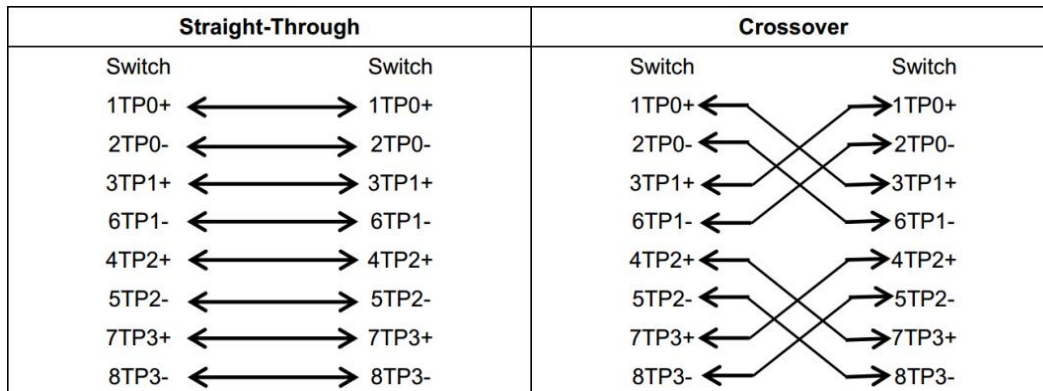 Straight-Through Crossover
Switch Switch Switch Switch
1TP0+ 1TP0+ 1TP0+ 1TP0+
2TP0- 2TP0- 2TP0- 2TP0-
3TP1+ 3TP1+ 3TP1+ 3TP1+
6TP1- 6TP1- 6TP1- 6TP1-
4TP2+ 4TP2+ 4TP2+ 4TP2+
5TP2- 5TP2- 5TP2- 5TP2-
7TP3+ 7TP3+ 7TP3+ 7TP3+
8TP3- 8TP3- 8TP3- 8TP3-